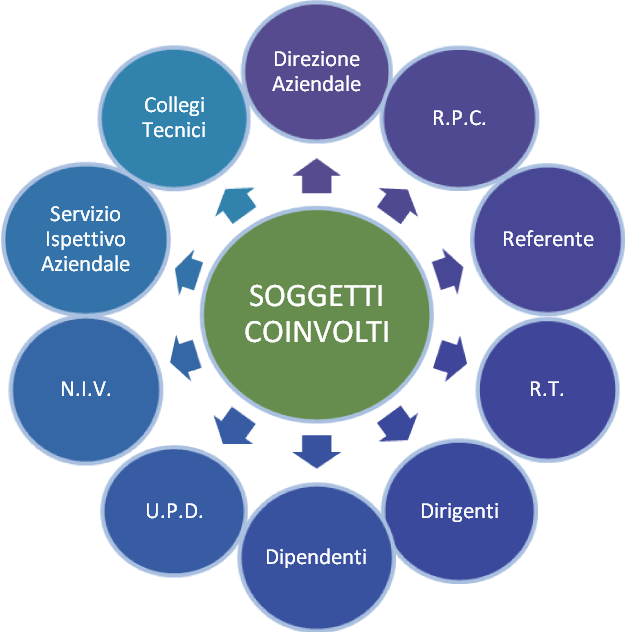 Direzione
Aziendale
R.P.C.
Referente
R.T.
Dirigenti
Dipendenti
U.P.D.
N.I.V.
Servizio
Ispettivo
Aziendale
Collegi
Tecnici
SOGGETTI
COINVOLTI